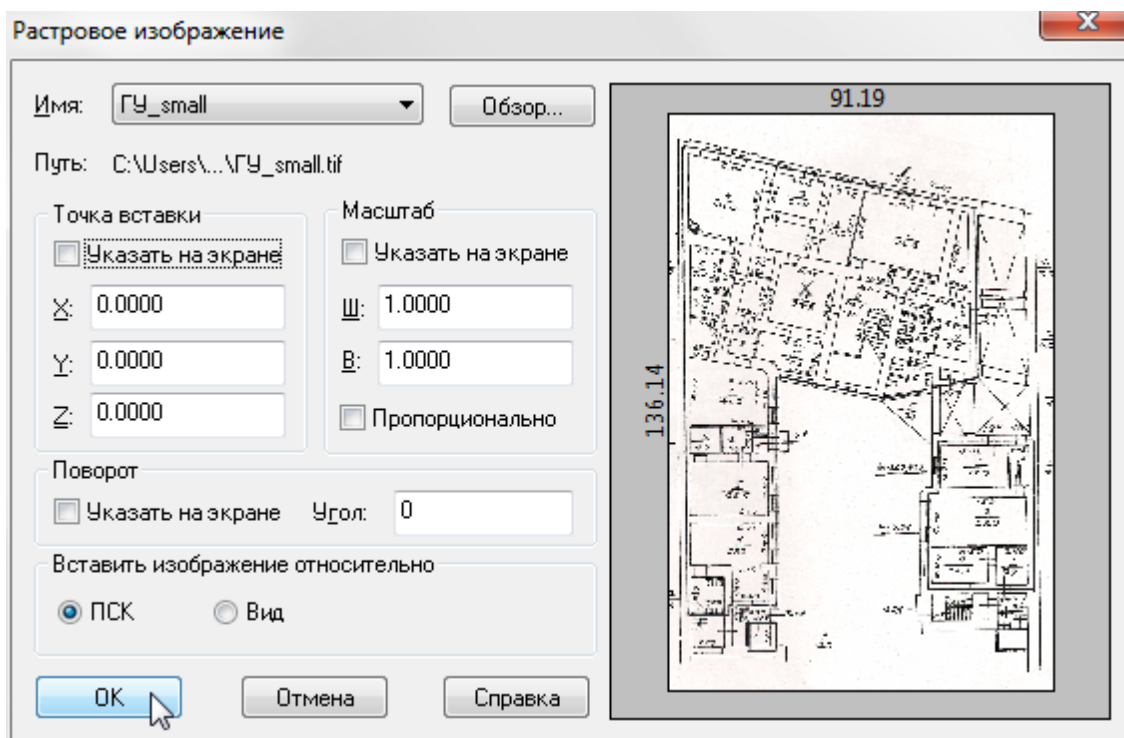 Растровое изображение
Имя: ГУ_small Обзор...
Путь: C:\Users\...\ГУ_small.tif
Точка вставки
Указать на экране
X: 0.0000
Y: 0.0000
Z: 0.0000
Масштаб
Указать на экране
Ш: 1.0000
В: 1.0000
Пропорционально
Поворот
Указать на экране Угол: 0
Вставить изображение относительно
ПСК Вид
ОК Отмена Справка
91.19
136.14